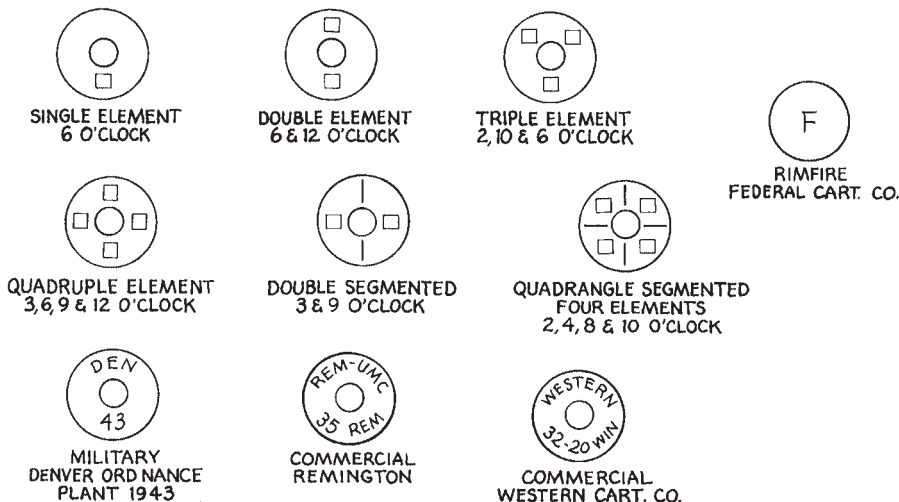 SINGLE ELEMENT
6 O'CLOCK
DOUBLE ELEMENT
6 & 12 O'CLOCK
TRIPLE ELEMENT
2, 10 & 6 O'CLOCK
F
RIMFIRE
FEDERAL CART. CO.
QUADRUPLE ELEMENT
3, 6, 9 & 12 O'CLOCK
DOUBLE SEGMENTED
3 & 9 O'CLOCK
QUADRANGLE SEGMENTED
FOUR ELEMENTS
2, 4, 8 & 10 O'CLOCK
DEN
43
MILITARY
DENVER ORDNANCE
PLANT 1943
REM-UMC
35 REM
COMMERCIAL
REMINGTON
WESTERN
32-20 WIN
COMMERCIAL
WESTERN CART. CO.